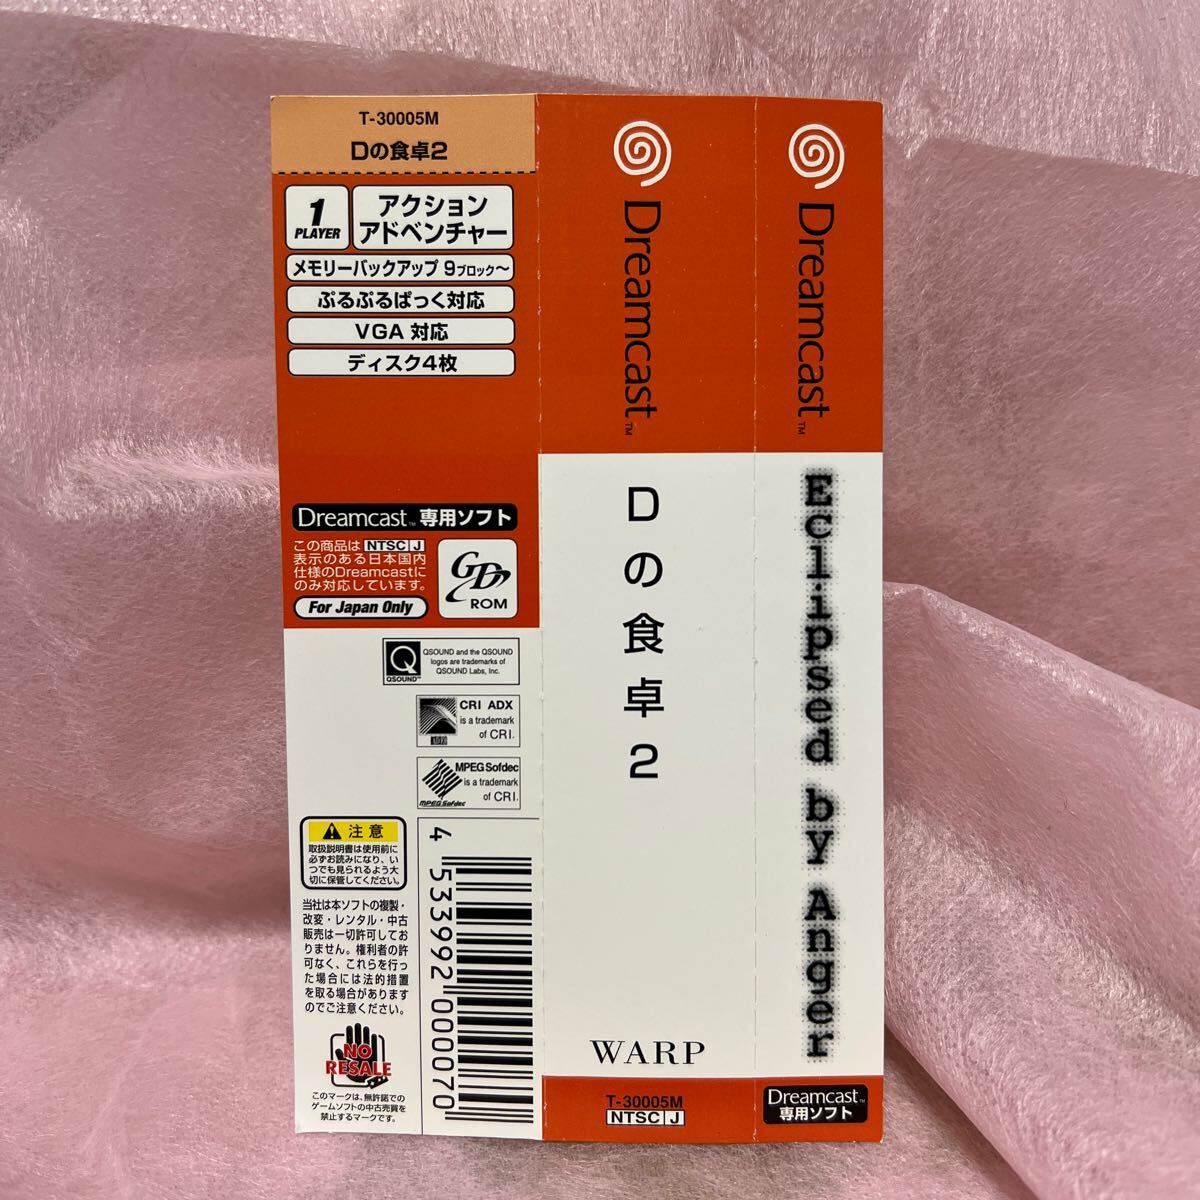 T-30005M
Dの食卓2
1
PLAYER
アクション
アドベンチャー
メモリーバックアップ 9ブロック〜
ぷるぷるぱっく対応
VGA 対応
ディスク4枚
Dreamcast™ 専用ソフト
この商品は NTSC J
表示のある日本国内
仕様のDreamcastに
のみ対応しています。
For Japan Only
GD
ROM
Q
QSOUND™
QSOUND and the QSOUND
logos are trademarks of
QSOUND Labs, Inc.
ADX
CRI ADX
is a trademark
of CRI.
MPEG Sofdec
MPEG Sofdec
is a trademark
of CRI.
注意
取扱説明書は使用前に
必ずお読みになり、い
つでも見られるよう大
切に保管してください。
当社は本ソフトの複製・
改変・レンタル・中古
販売は一切許可してお
りません。権利者の許
可なく、これらを行っ
た場合には法的措置
を取る場合があります
のでご注意ください。
NO
RESALE
このマークは、無許諾での
ゲームソフトの中古売買を
禁止するマークです。
4 533992 000070
Dreamcast™
Dの食卓2
WARP
T-30005M
NTSC J
Dreamcast™
Eclipsed by Anger
Dreamcast™
専用ソフト